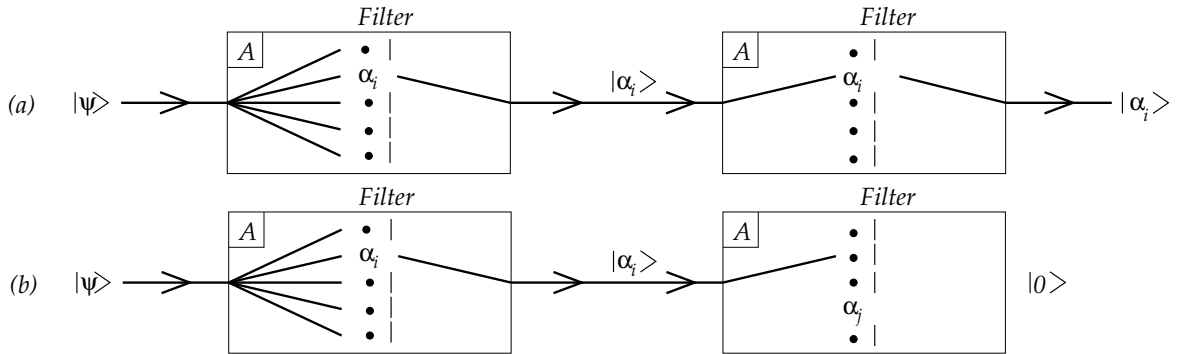 Filter Filter
A α_i A α_i
(a) |ψ> |α_i> |α_i>
Filter Filter
A α_i A α_j
(b) |ψ> |α_i> |0>